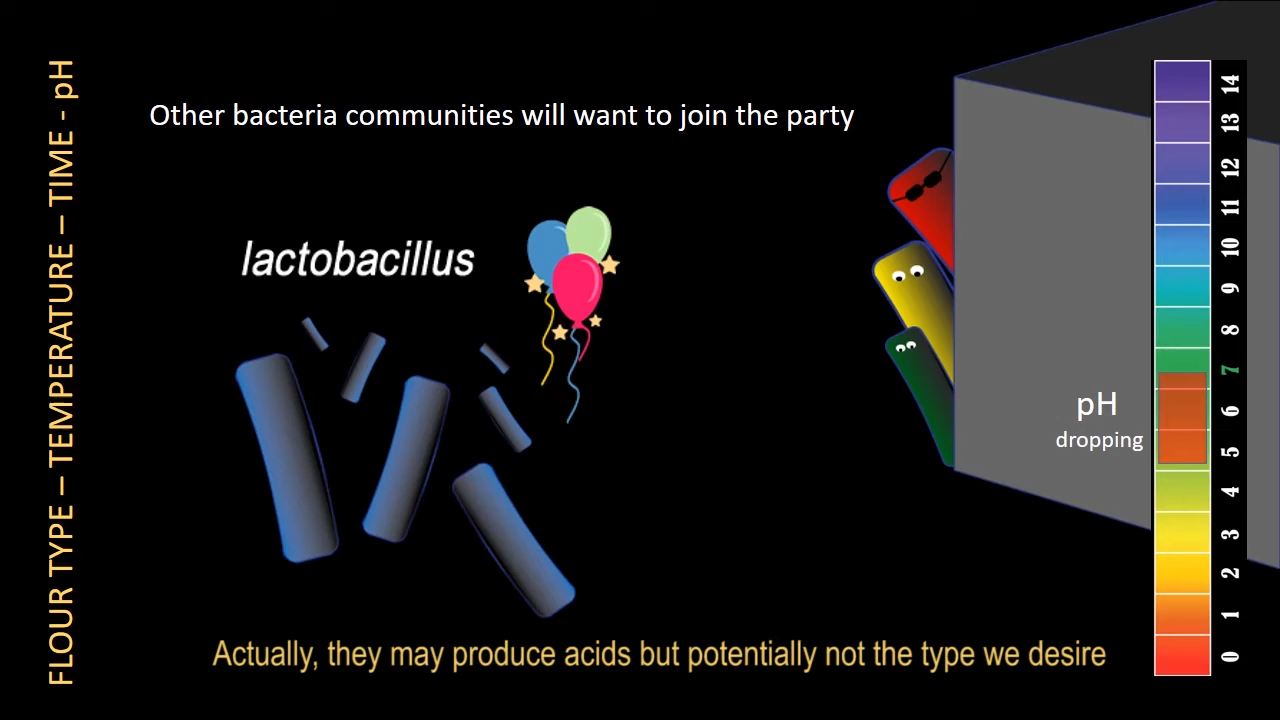 FLOUR TYPE – TEMPERATURE – TIME - pH
Other bacteria communities will want to join the party
lactobacillus
pH
dropping
14
13
12
11
10
9
8
7
6
5
4
3
2
1
0
Actually, they may produce acids but potentially not the type we desire